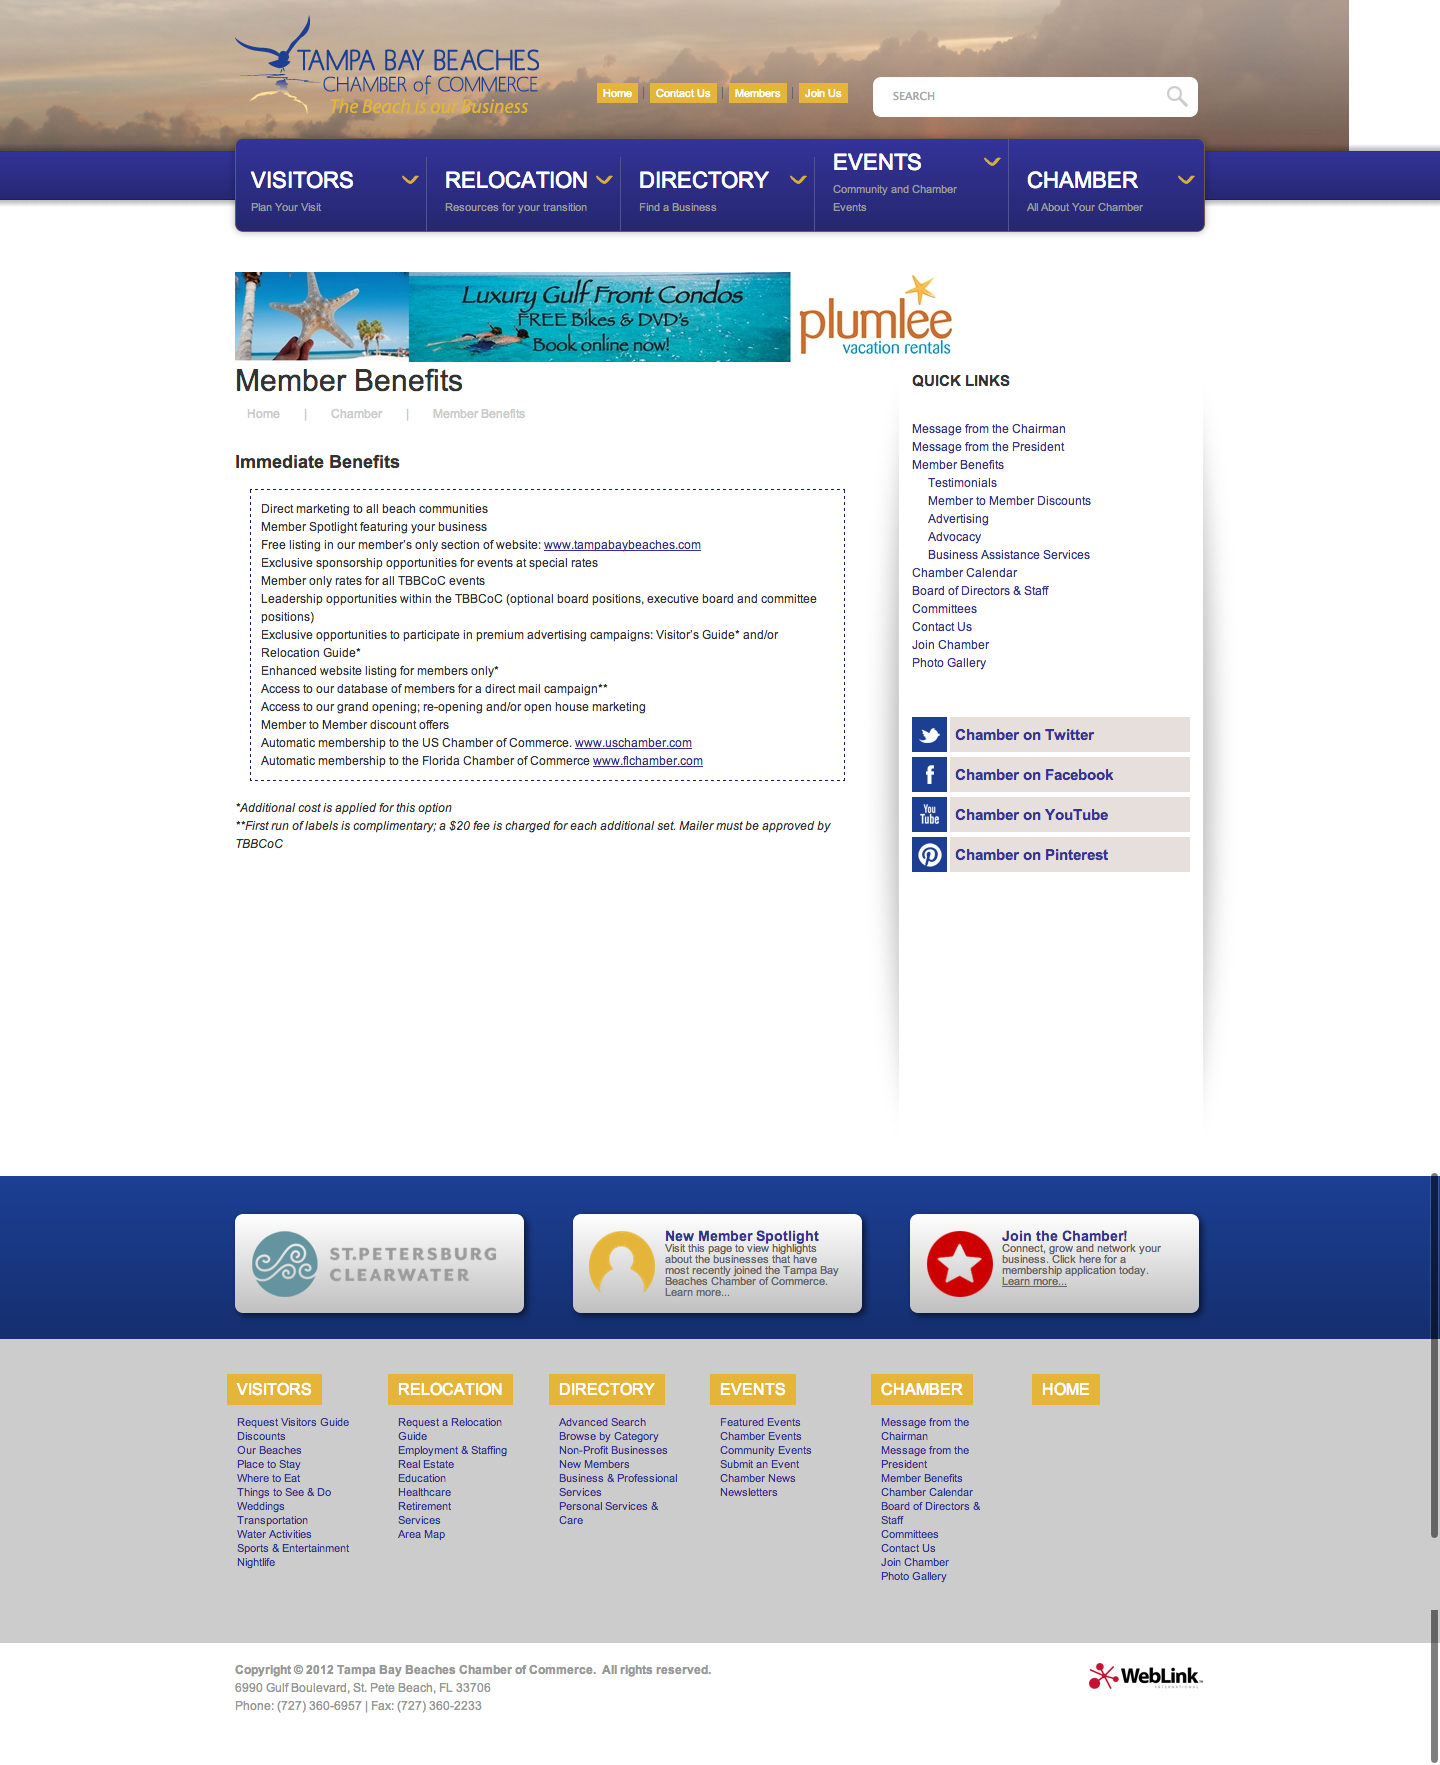 TAMPA BAY BEACHES
CHAMBER of COMMERCE
The Beach is our Business
Home | Contact Us | Members | Join Us
SEARCH
VISITORS
Plan Your Visit
RELOCATION
Resources for your transition
DIRECTORY
Find a Business
EVENTS
Community and Chamber
Events
CHAMBER
All About Your Chamber
Luxury Gulf Front Condos
FREE Bikes & DVD's
Book online now!
plumlee
vacation rentals
Member Benefits
Home | Chamber | Member Benefits
Immediate Benefits
Direct marketing to all beach communities
Member Spotlight featuring your business
Free listing in our member's only section of website: www.tampabaybeaches.com
Exclusive sponsorship opportunities for events at special rates
Member only rates for all TBBCoC events
Leadership opportunities within the TBBCoC (optional board positions, executive board and committee
positions)
Exclusive opportunities to participate in premium advertising campaigns: Visitor's Guide* and/or
Relocation Guide*
Enhanced website listing for members only*
Access to our database of members for a direct mail campaign**
Access to our grand opening; re-opening and/or open house marketing
Member to Member discount offers
Automatic membership to the US Chamber of Commerce. www.uschamber.com
Automatic membership to the Florida Chamber of Commerce www.flchamber.com
*Additional cost is applied for this option
**First run of labels is complimentary; a $20 fee is charged for each additional set. Mailer must be approved by
TBBCoC
QUICK LINKS
Message from the Chairman
Message from the President
Member Benefits
Testimonials
Member to Member Discounts
Advertising
Advocacy
Business Assistance Services
Chamber Calendar
Board of Directors & Staff
Committees
Contact Us
Join Chamber
Photo Gallery
Chamber on Twitter
f Chamber on Facebook
You Tube Chamber on YouTube
Chamber on Pinterest
ST.PETERSBURG
CLEARWATER
New Member Spotlight
Visit this page to view highlights
about the businesses that have
most recently joined the Tampa Bay
Beaches Chamber of Commerce.
Learn more...
Join the Chamber!
Connect, grow and network your
business. Click here for a
membership application today.
Learn more...
VISITORS
Request Visitors Guide
Discounts
Our Beaches
Place to Stay
Where to Eat
Things to See & Do
Weddings
Transportation
Water Activities
Sports & Entertainment
Nightlife
RELOCATION
Request a Relocation
Guide
Employment & Staffing
Real Estate
Education
Healthcare
Retirement
Services
Area Map
DIRECTORY
Advanced Search
Browse by Category
Non-Profit Businesses
New Members
Business & Professional
Services
Personal Services &
Care
EVENTS
Featured Events
Chamber Events
Community Events
Submit an Event
Chamber News
Newsletters
CHAMBER
Message from the
Chairman
Message from the
President
Member Benefits
Chamber Calendar
Board of Directors &
Staff
Committees
Contact Us
Join Chamber
Photo Gallery
HOME
Copyright © 2012 Tampa Bay Beaches Chamber of Commerce. All rights reserved.
6990 Gulf Boulevard, St. Pete Beach, FL 33706
Phone: (727) 360-6957 | Fax: (727) 360-2233
WebLink
INTERNATIONAL